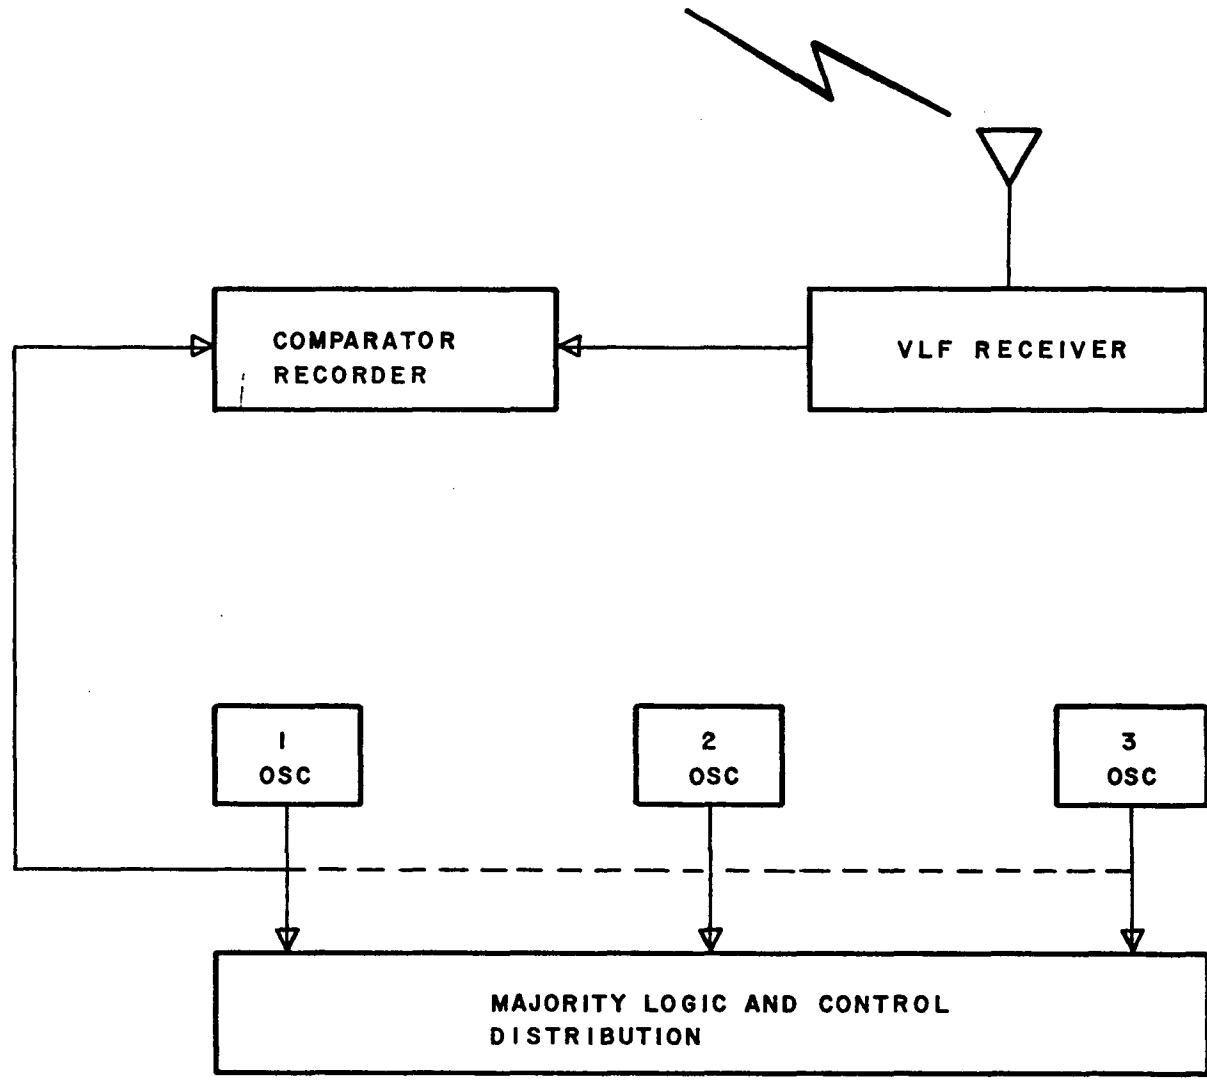 COMPARATOR
RECORDER
VLF RECEIVER
1
OSC
2
OSC
3
OSC
MAJORITY LOGIC AND CONTROL
DISTRIBUTION